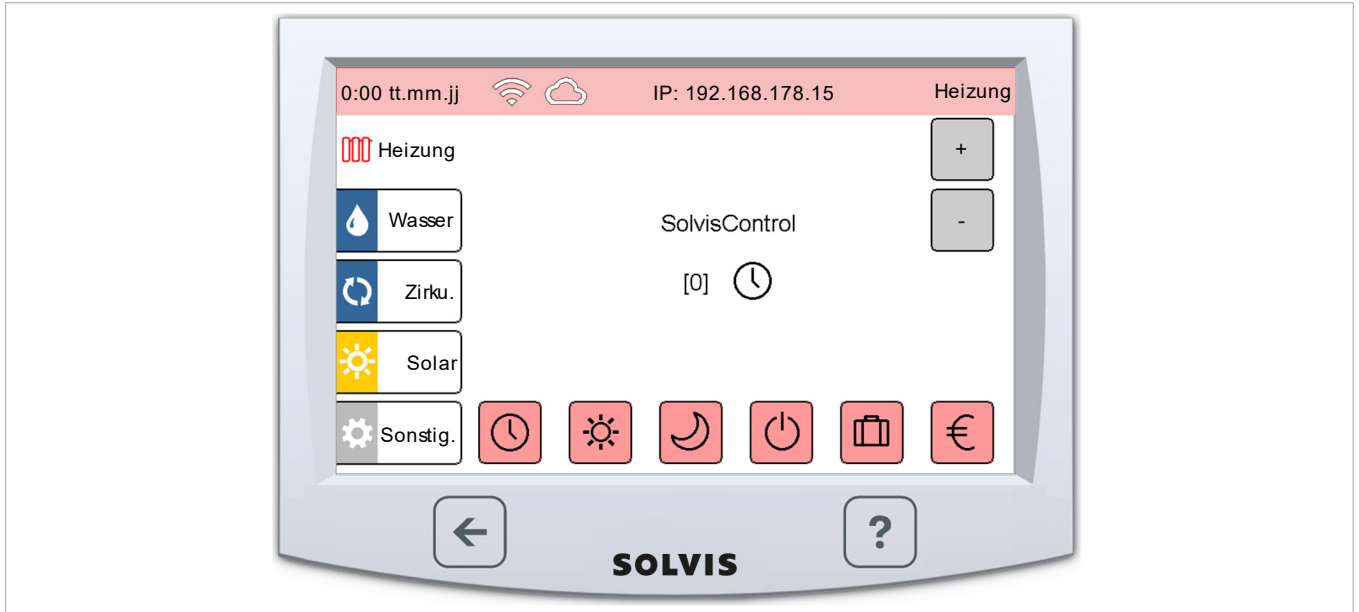 0:00 tt.mm.jj IP: 192.168.178.15 Heizung
Heizung +
Wasser SolvisControl -
Zirku. [0]
Solar
Sonstig. €
?
SOLVIS